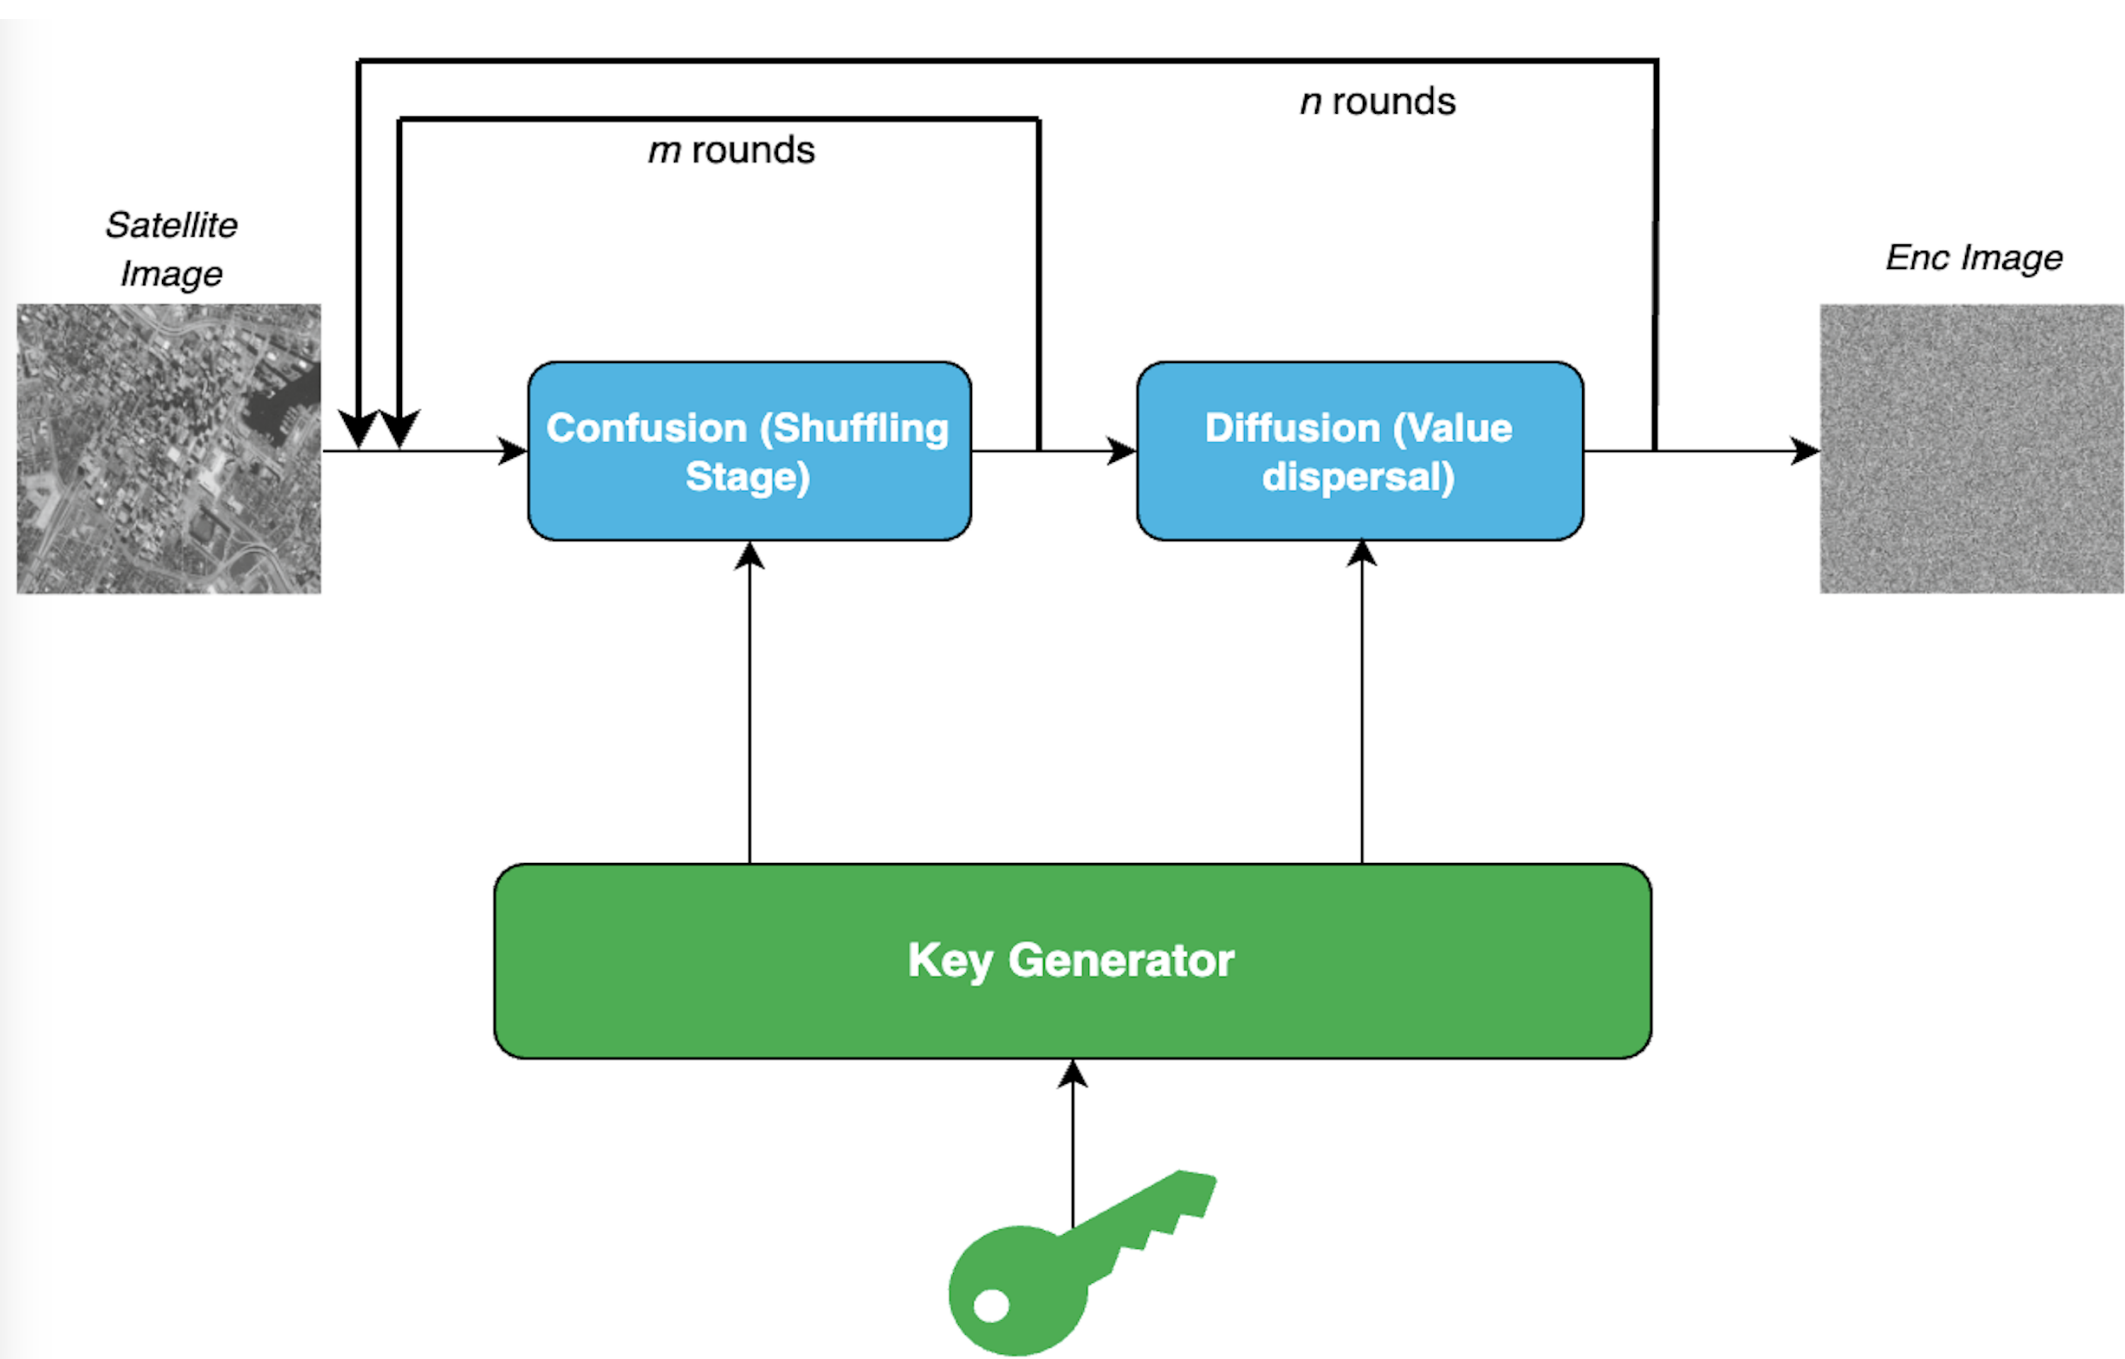 n rounds
m rounds
Satellite
Image
Enc Image
Confusion (Shuffling
Stage)
Diffusion (Value
dispersal)
Key Generator